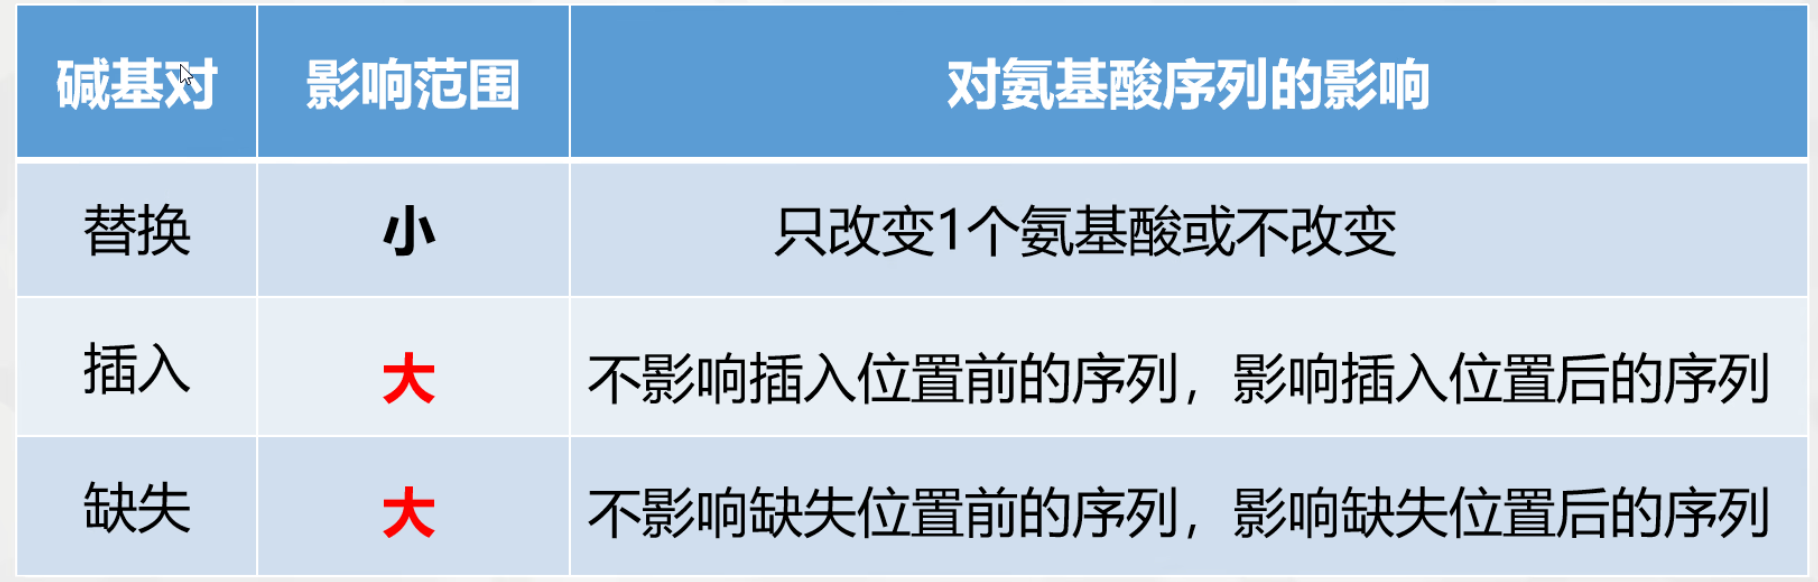 碱基对 影响范围 对氨基酸序列的影响
替换 小 只改变1个氨基酸或不改变
插入 大 不影响插入位置前的序列，影响插入位置后的序列
缺失 大 不影响缺失位置前的序列，影响缺失位置后的序列